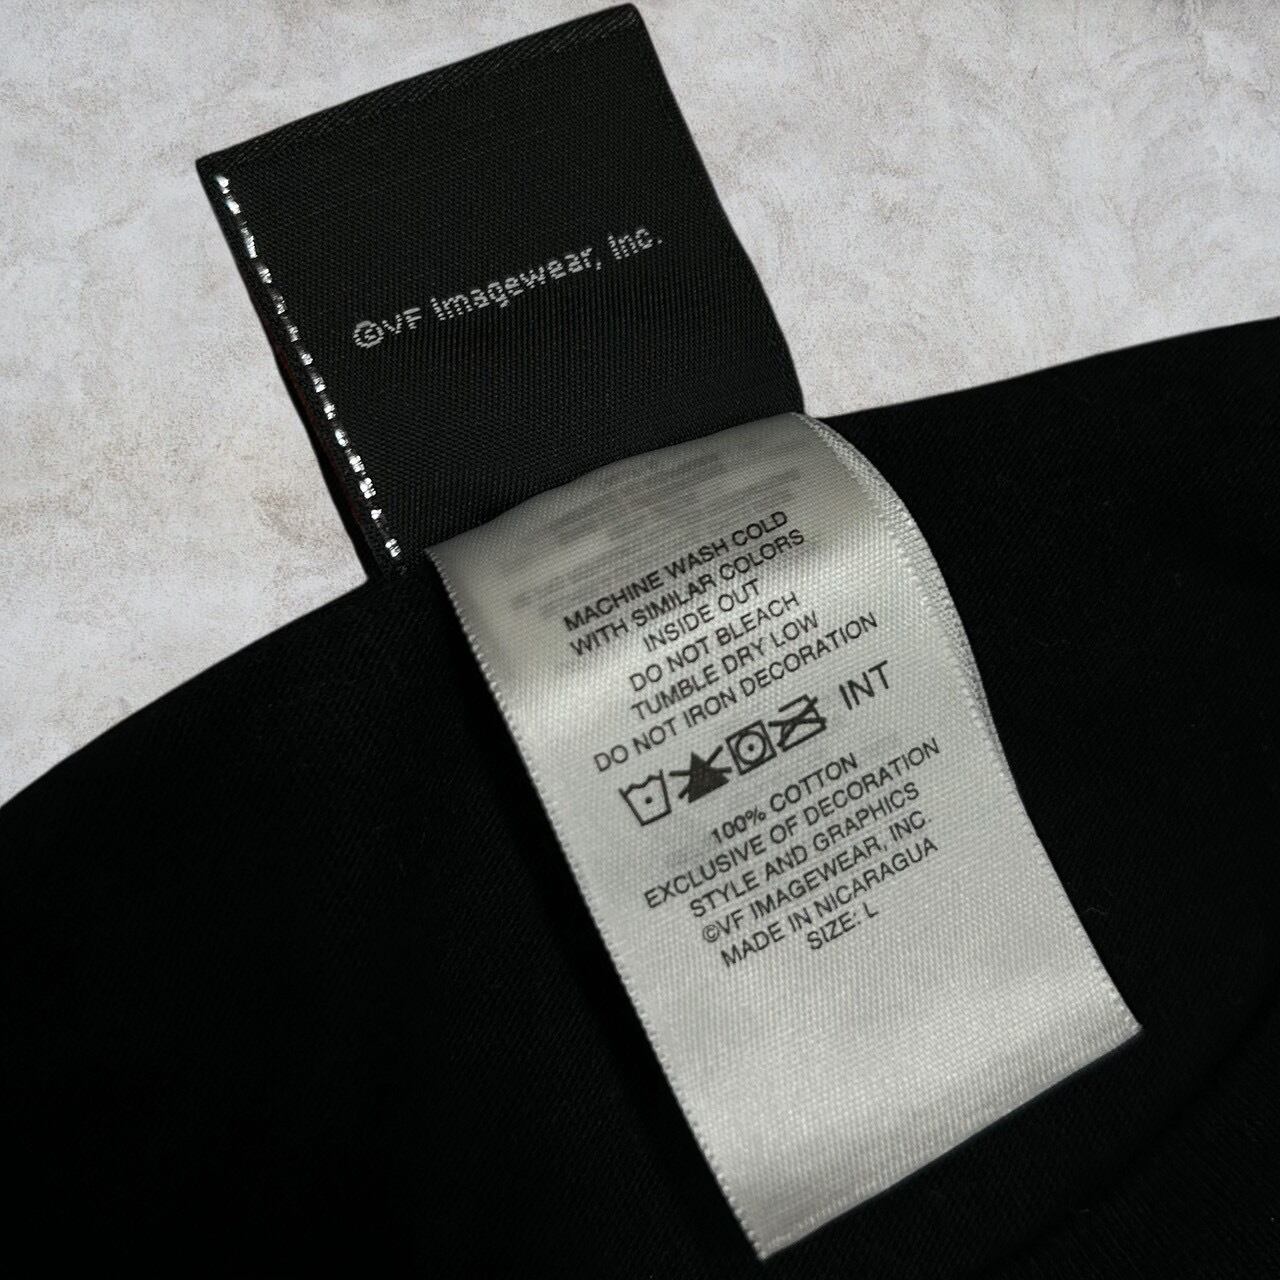 ©VF Imagewear, Inc.
MACHINE WASH COLD
WITH SIMILAR COLORS
INSIDE OUT
DO NOT BLEACH
TUMBLE DRY LOW
DO NOT IRON DECORATION
INT
100% COTTON
EXCLUSIVE OF DECORATION
STYLE AND GRAPHICS
©VF IMAGEWEAR, INC.
MADE IN NICARAGUA
SIZE: L